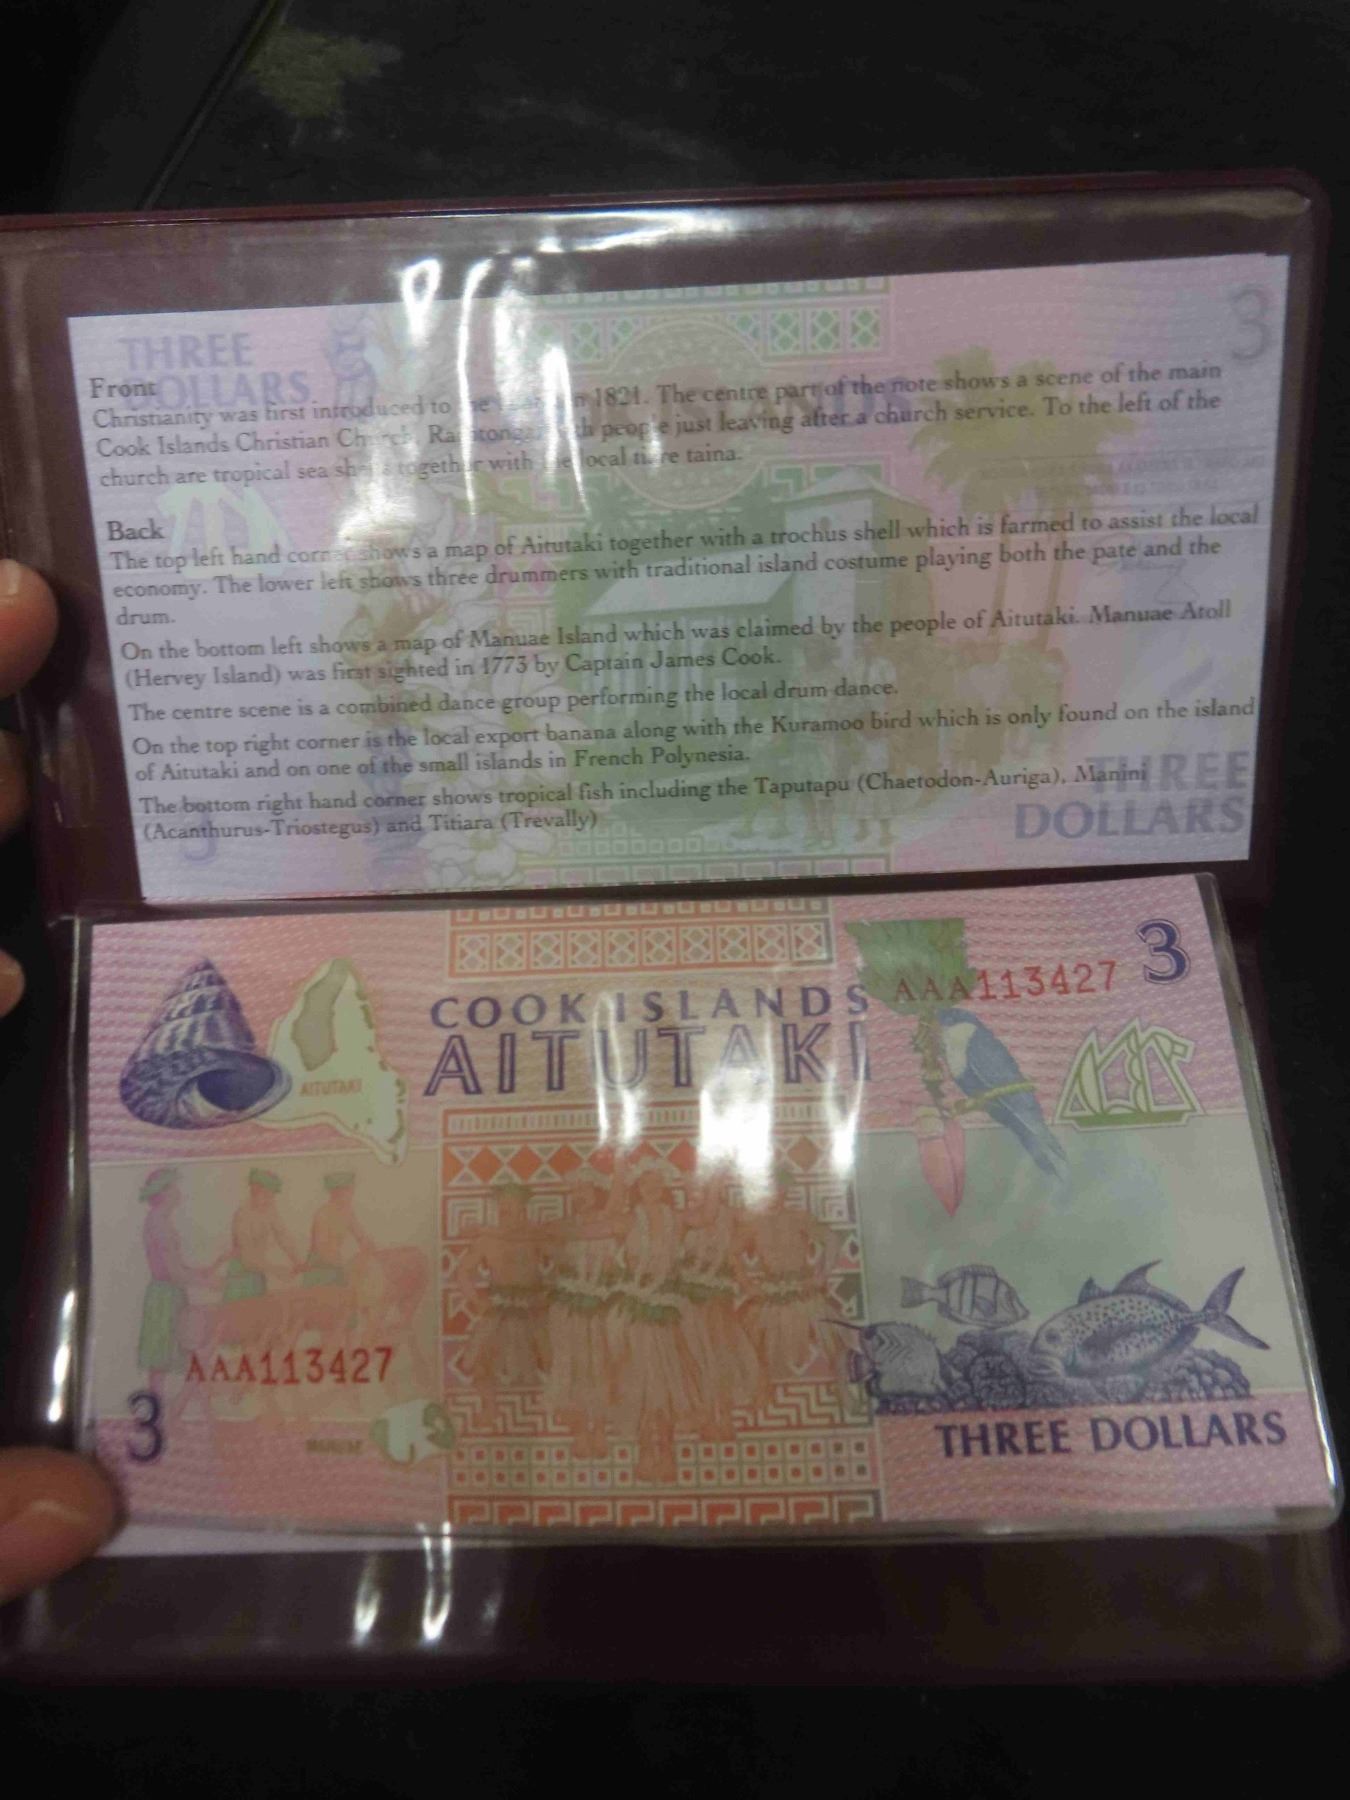 THREE
DOLLARS
3
Front
Christianity was first introduced to in 1821. The centre part of the note shows a scene of the main
Cook Islands Christian Church, Rarotonga, people just leaving after a church service. To the left of the
church are tropical sea together with local tiare taina.
Back
The top left hand corner shows a map of Aitutaki together with a trochus shell which is farmed to assist the local
economy. The lower left shows three drummers with traditional island costume playing both the pate and the
drum.
On the bottom left shows a map of Manuae Island which was claimed by the people of Aitutaki. Manuae Atoll
(Hervey Island) was first sighted in 1773 by Captain James Cook.
The centre scene is a combined dance group performing the local drum dance.
On the top right corner is the local export banana along with the Kuramoo bird which is only found on the island
of Aitutaki and on one of the small islands in French Polynesia.
The bottom right hand corner shows tropical fish including the Taputapu (Chaetodon-Auriga), Manini
(Acanthurus-Triostegus) and Titiara (Trevally)
3
THREE
DOLLARS
COOK ISLANDS
AITUTAKI
AAA113427
3
AITUTAKI
AAA113427
3
MANUAE
THREE DOLLARS